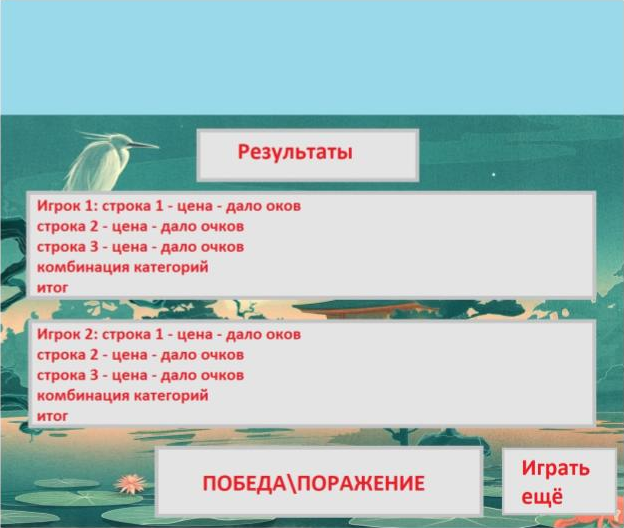 Результаты
Игрок 1: строка 1 - цена - дало оков
строка 2 - цена - дало очков
строка 3 - цена - дало очков
комбинация категорий
итог
Игрок 2: строка 1 - цена - дало оков
строка 2 - цена - дало очков
строка 3 - цена - дало очков
комбинация категорий
итог
ПОБЕДА\ПОРАЖЕНИЕ
Играть
ещё